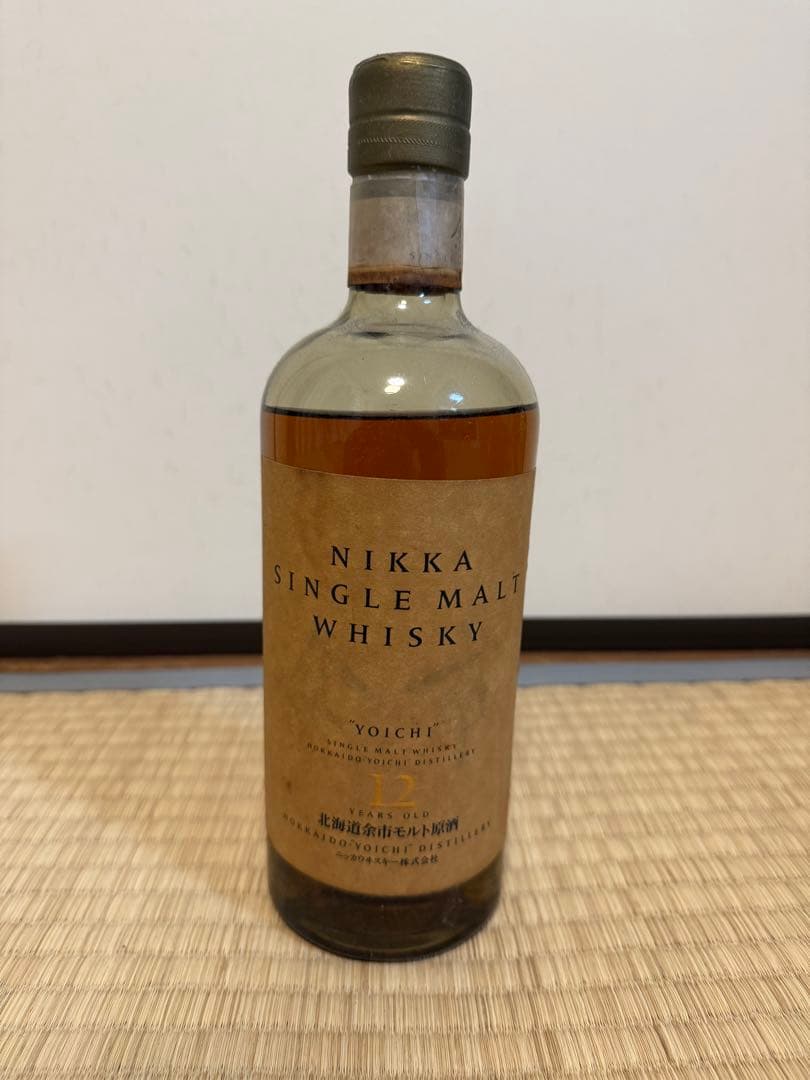 NIKKA
SINGLE MALT
WHISKY
"YOICHI"
SINGLE MALT WHISKY
HOKKAIDO "YOICHI" DISTILLERY
12
YEARS OLD
北海道余市モルト原酒
HOKKAIDO "YOICHI" DISTILLERY
ニッカウヰスキー株式会社